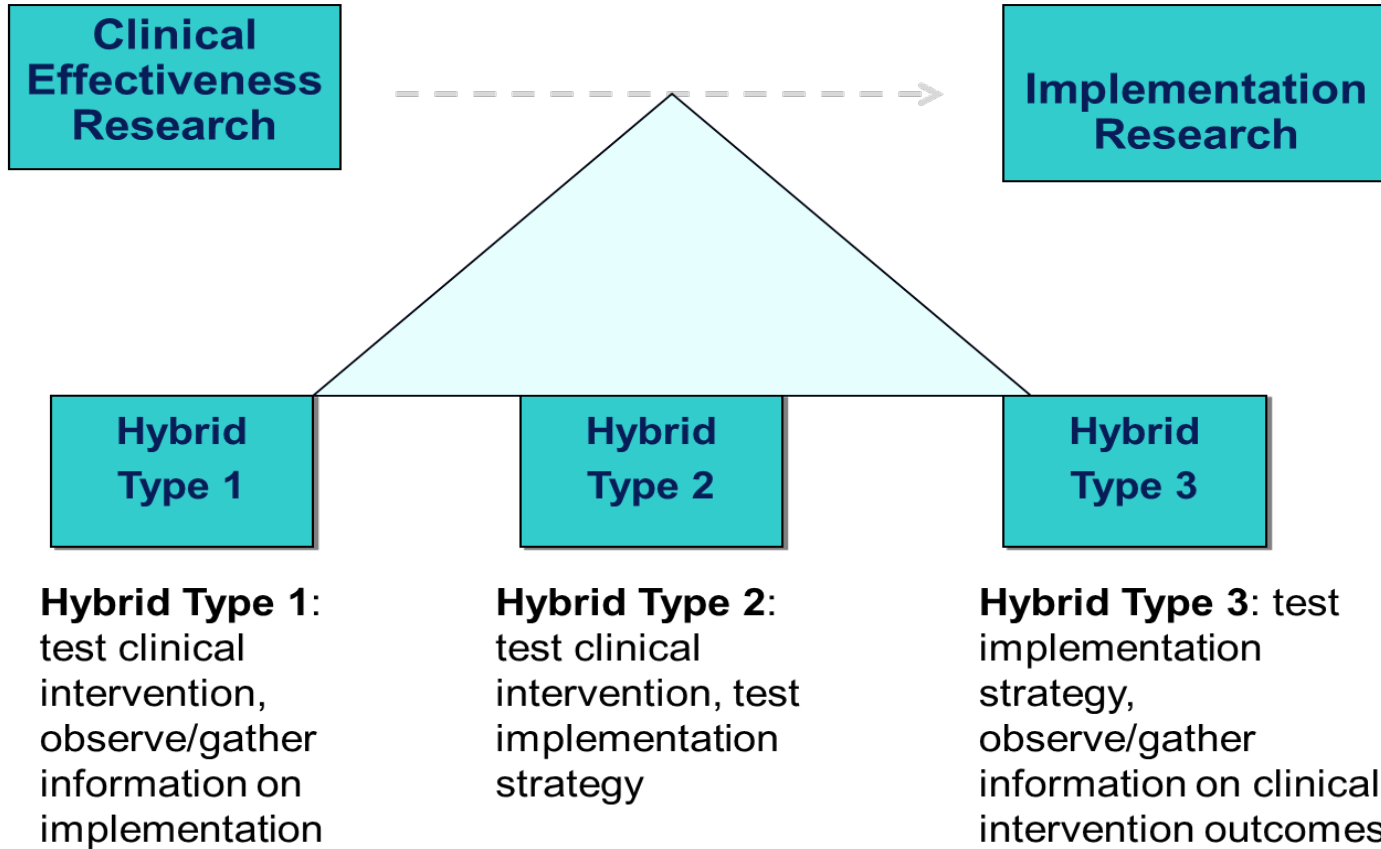 Clinical
Effectiveness
Research
Implementation
Research
Hybrid
Type 1
Hybrid
Type 2
Hybrid
Type 3
Hybrid Type 1:
test clinical
intervention,
observe/gather
information on
implementation
Hybrid Type 2:
test clinical
intervention, test
implementation
strategy
Hybrid Type 3: test
implementation
strategy,
observe/gather
information on clinical
intervention outcomes